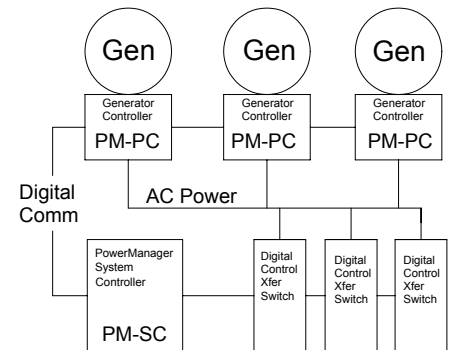 Gen
Gen
Gen
Generator
Controller
PM-PC
Generator
Controller
PM-PC
Generator
Controller
PM-PC
Digital
Comm
AC Power
PowerManager
System
Controller
PM-SC
Digital
Control
Xfer
Switch
Digital
Control
Xfer
Switch
Digital
Control
Xfer
Switch